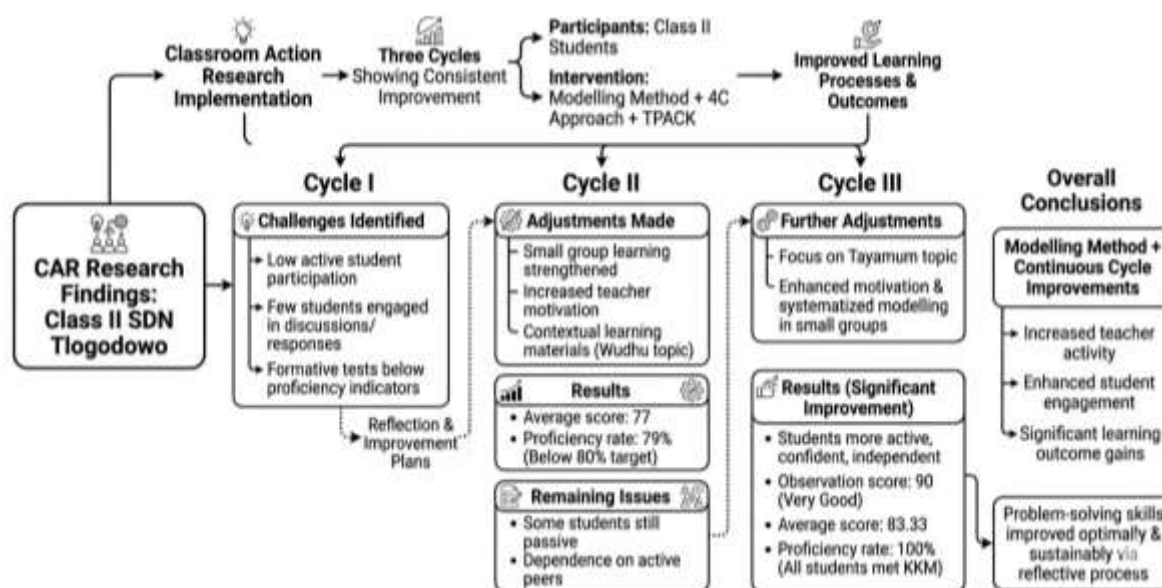 Classroom Action
Research
Implementation
Three Cycles
Showing Consistent
Improvement
Participants: Class II
Students
Intervention:
Modelling Method + 4C
Approach + TPACK
Improved Learning
Processes &
Outcomes
CAR Research
Findings:
Class II SDN
Tlogodowo
Cycle I
Challenges Identified
Low active student
participation
Few students engaged
in discussions/
responses
Formative tests below
proficiency indicators
Reflection &
Improvement
Plans
Cycle II
Adjustments Made
Small group learning
strengthened
Increased teacher
motivation
Contextual learning
materials (Wudhu topic)
Results
• Average score: 77
• Proficiency rate: 79%
(Below 80% target)
Remaining Issues
• Some students still
passive
• Dependence on active
peers
Cycle III
Further Adjustments
Focus on Tayamum topic
Enhanced motivation &
systematized modelling
in small groups
Results (Significant
Improvement)
• Students more active,
confident, independent
• Observation score: 90
(Very Good)
• Average score: 83.33
• Proficiency rate: 100%
(All students met KKM)
Overall
Conclusions
Modelling Method +
Continuous Cycle
Improvements
Increased teacher
activity
Enhanced student
engagement
Significant learning
outcome gains
Problem-solving skills
improved optimally &
sustainably via
reflective process